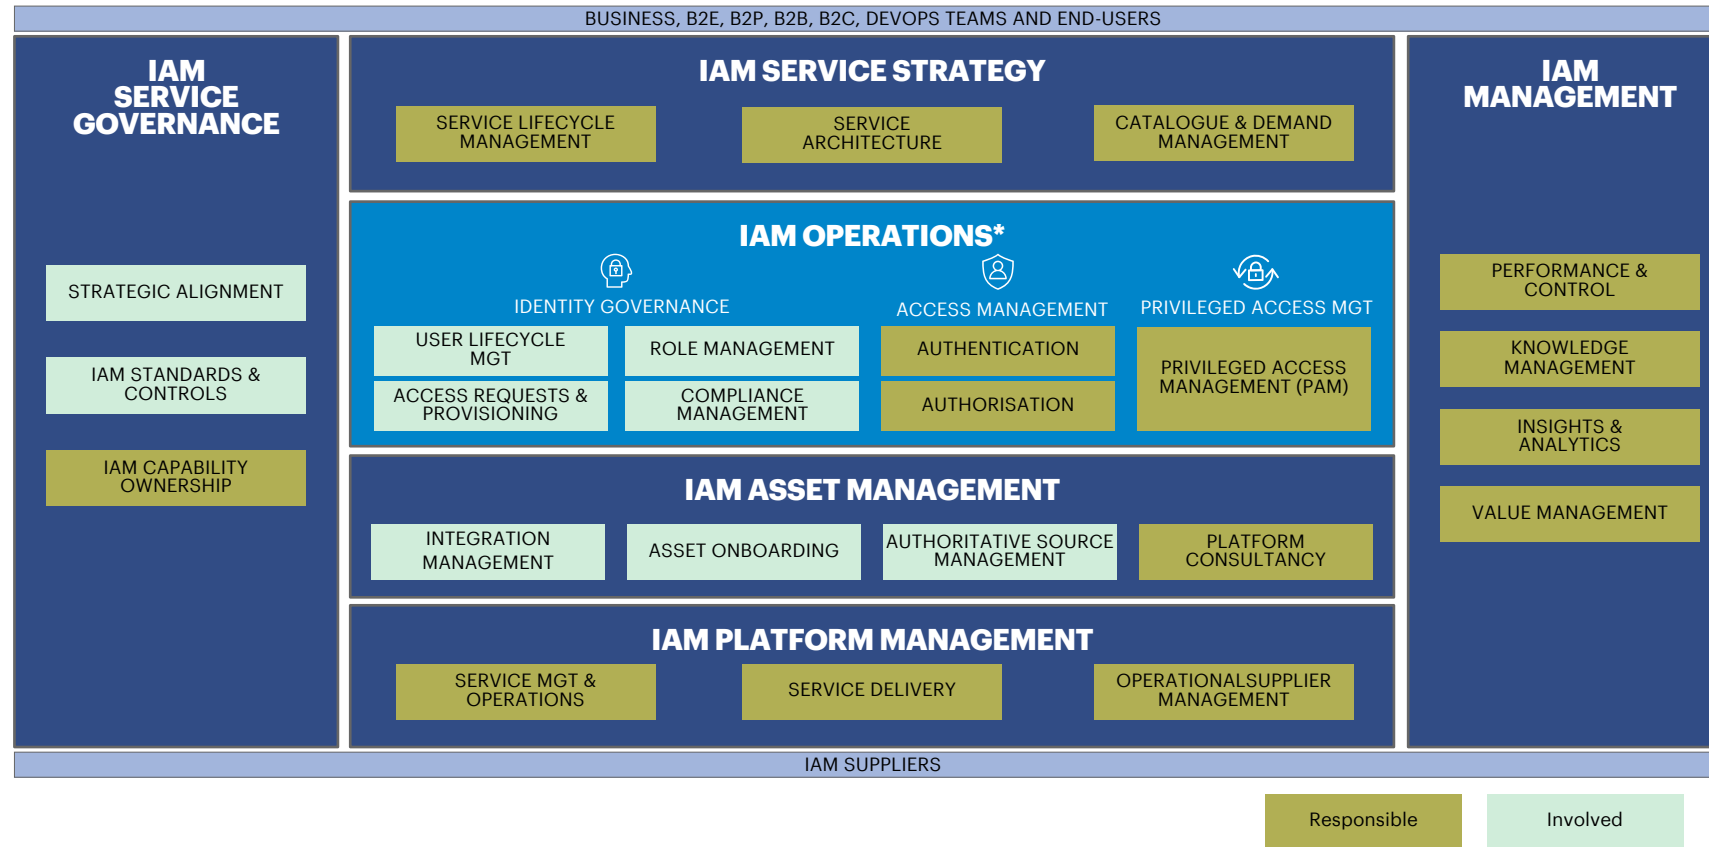 BUSINESS, B2E, B2P, B2B, B2C, DEVOPS TEAMS AND END-USERS
IAM
SERVICE
GOVERNANCE
STRATEGIC ALIGNMENT
IAM STANDARDS &
CONTROLS
IAM CAPABILITY
OWNERSHIP
IAM SERVICE STRATEGY
SERVICE LIFECYCLE
MANAGEMENT
SERVICE
ARCHITECTURE
CATALOGUE & DEMAND
MANAGEMENT
IAM OPERATIONS*
IDENTITY GOVERNANCE
USER LIFECYCLE
MGT
ROLE MANAGEMENT
ACCESS REQUESTS &
PROVISIONING
COMPLIANCE
MANAGEMENT
ACCESS MANAGEMENT
AUTHENTICATION
AUTHORISATION
PRIVILEGED ACCESS MGT
PRIVILEGED ACCESS
MANAGEMENT (PAM)
IAM ASSET MANAGEMENT
INTEGRATION
MANAGEMENT
ASSET ONBOARDING
AUTHORITATIVE SOURCE
MANAGEMENT
PLATFORM
CONSULTANCY
IAM PLATFORM MANAGEMENT
SERVICE MGT &
OPERATIONS
SERVICE DELIVERY
OPERATIONALSUPPLIER
MANAGEMENT
IAM
MANAGEMENT
PERFORMANCE &
CONTROL
KNOWLEDGE
MANAGEMENT
INSIGHTS &
ANALYTICS
VALUE MANAGEMENT
IAM SUPPLIERS
Responsible
Involved